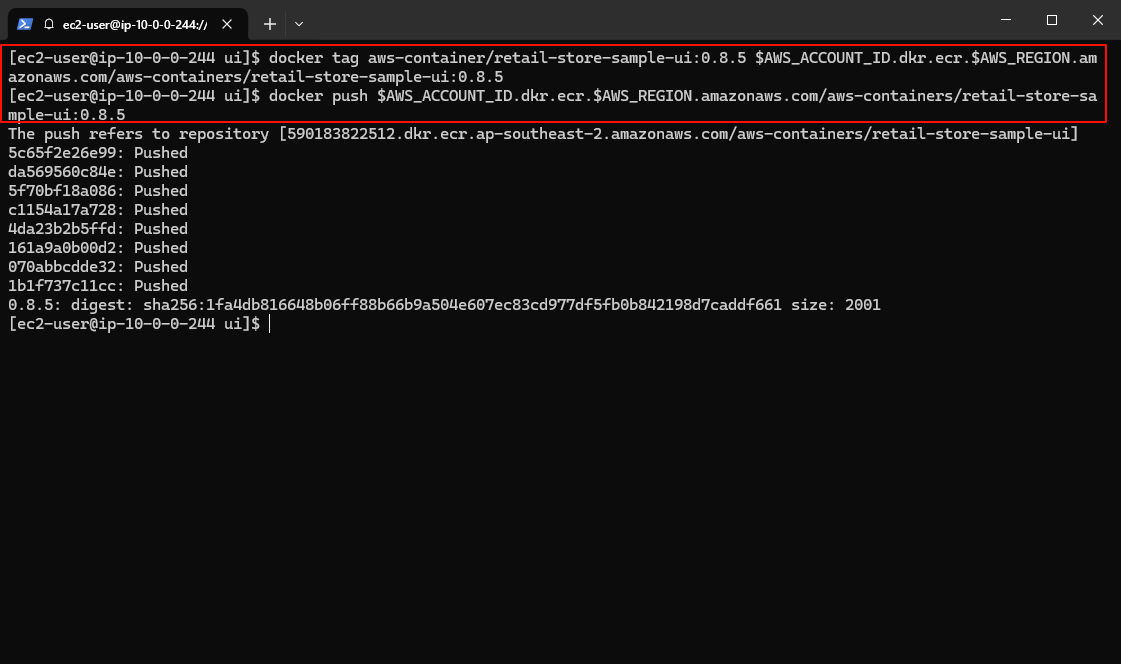 ec2-user@ip-10-0-0-244:/
[ec2-user@ip-10-0-0-244 ui]$ docker tag aws-container/retail-store-sample-ui:0.8.5 $AWS_ACCOUNT_ID.dkr.ecr.$AWS_REGION.am
azonaws.com/aws-containers/retail-store-sample-ui:0.8.5
[ec2-user@ip-10-0-0-244 ui]$ docker push $AWS_ACCOUNT_ID.dkr.ecr.$AWS_REGION.amazonaws.com/aws-containers/retail-store-sa
mple-ui:0.8.5
The push refers to repository [590183822512.dkr.ecr.ap-southeast-2.amazonaws.com/aws-containers/retail-store-sample-ui]
5c65f2e26e99: Pushed
da569560c84e: Pushed
5f70bf18a086: Pushed
c1154a17a728: Pushed
4da23b2b5ffd: Pushed
161a9a0b00d2: Pushed
070abbcdde32: Pushed
1b1f737c11cc: Pushed
0.8.5: digest: sha256:1fa4db816648b06ff88b66b9a504e607ec83cd977df5fb0b842198d7caddf661 size: 2001
[ec2-user@ip-10-0-0-244 ui]$